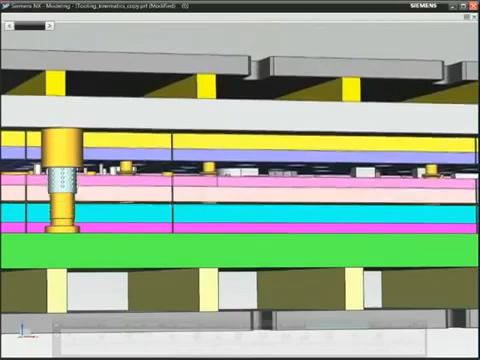 Siemens NX - Modeling - [Tooling_kinematics_copy.prt (Modified) (I)]
SIEMENS